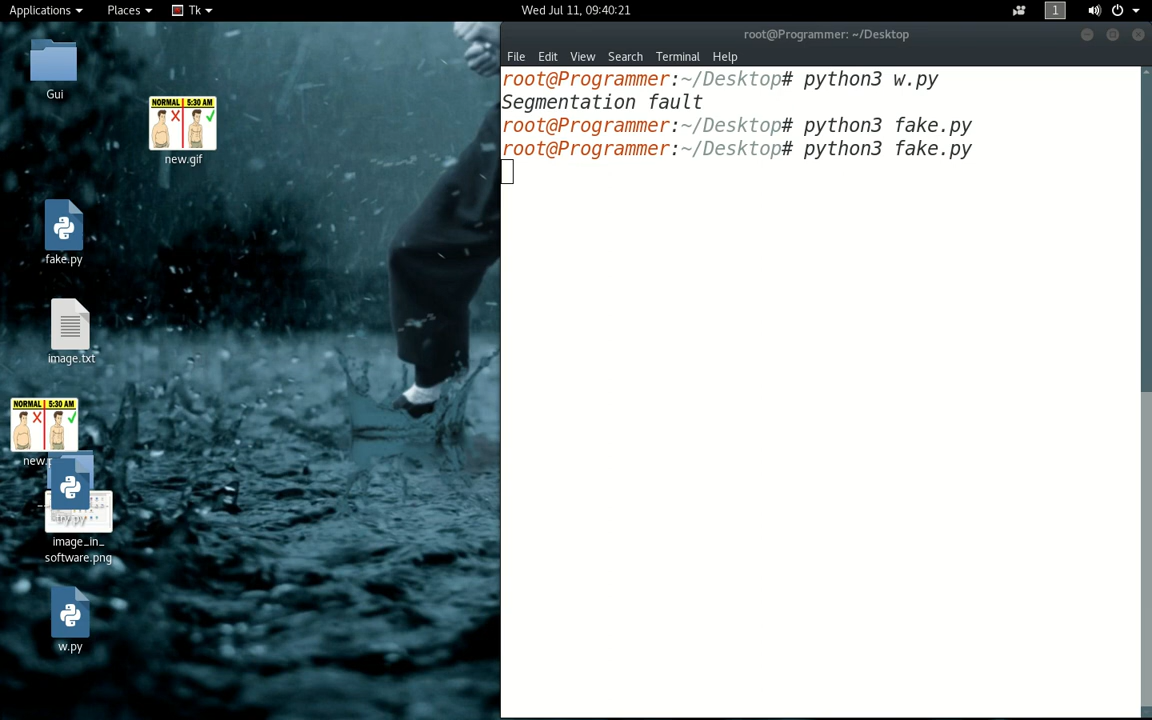 Applications Places Tk Wed Jul 11, 09:40:21 1
root@Programmer: ~/Desktop
File Edit View Search Terminal Help
root@Programmer:~/Desktop# python3 w.py
Segmentation fault
root@Programmer:~/Desktop# python3 fake.py
root@Programmer:~/Desktop# python3 fake.py
Gui
NORMAL 5:30 AM
new.gif
fake.py
image.txt
NORMAL 5:30 AM
try.py
image_in_
software.png
w.py